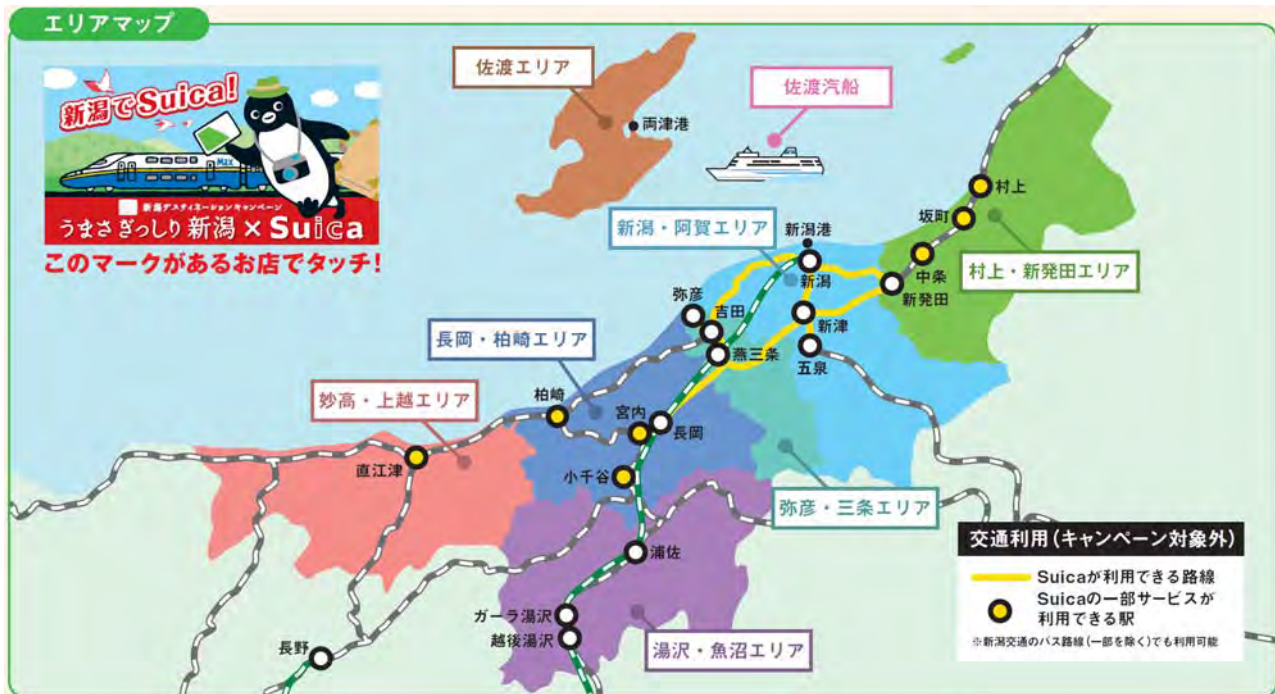 エリアマップ
新潟でSuica!
MAX
新潟デスティネーションキャンペーン
うまさぎっしり新潟×Suica
このマークがあるお店でタッチ!
佐渡エリア
両津港
佐渡汽船
新潟・阿賀エリア
新潟港
新潟
村上
坂町
中条
新発田
村上・新発田エリア
弥彦
吉田
新津
五泉
燕三条
長岡・柏崎エリア
妙高・上越エリア
柏崎
宮内
長岡
直江津
小千谷
弥彦・三条エリア
浦佐
ガーラ湯沢
越後湯沢
長野
湯沢・魚沼エリア
交通利用(キャンペーン対象外)
Suicaが利用できる路線
Suicaの一部サービスが
利用できる駅
※新潟交通のバス路線(一部を除く)でも利用可能